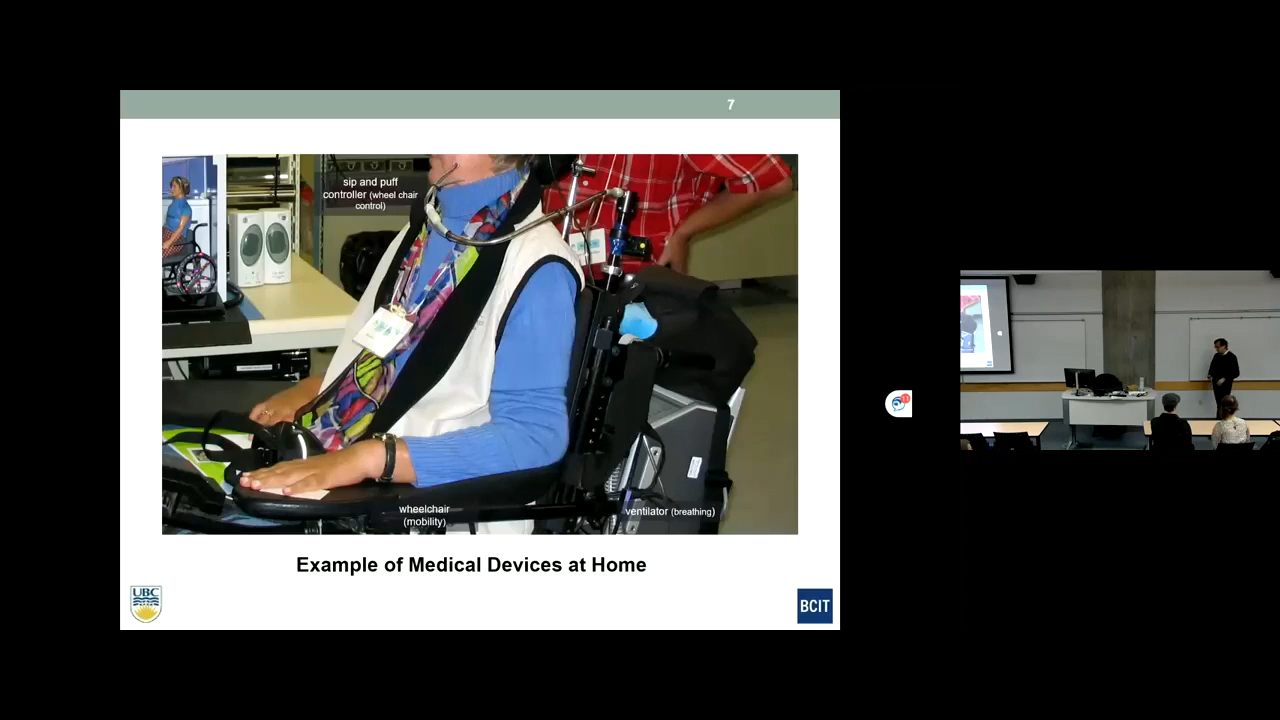 7
sip and puff
controller (wheel chair
control)
wheelchair
(mobility)
ventilator (breathing)
Example of Medical Devices at Home
UBC
BCIT